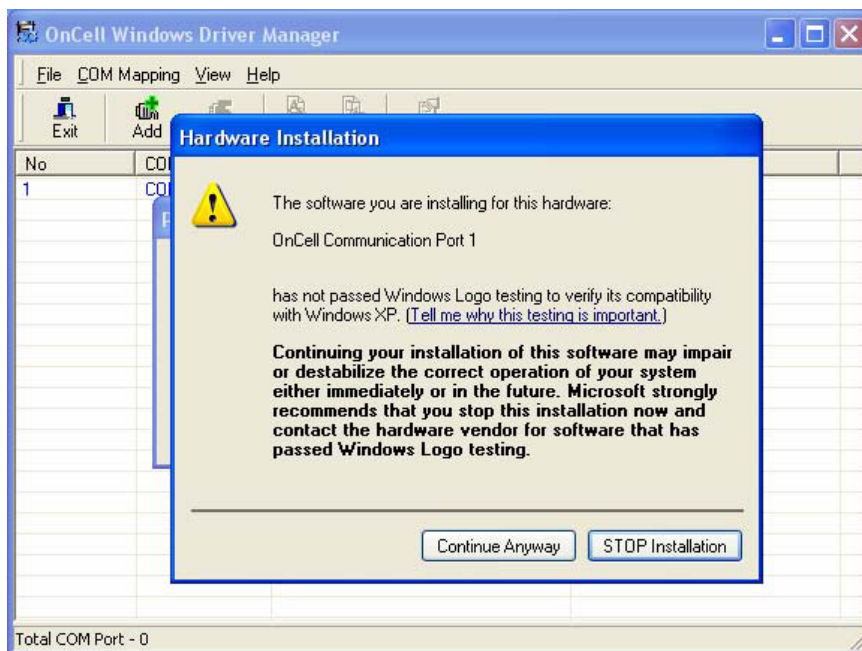 OnCell Windows Driver Manager
File COM Mapping View Help
Exit
Add
Hardware Installation
No
1
The software you are installing for this hardware:
OnCell Communication Port 1
has not passed Windows Logo testing to verify its compatibility
with Windows XP. (Tell me why this testing is important.)
Continuing your installation of this software may impair
or destabilize the correct operation of your system
either immediately or in the future. Microsoft strongly
recommends that you stop this installation now and
contact the hardware vendor for software that has
passed Windows Logo testing.
Continue Anyway
STOP Installation
Total COM Port - 0